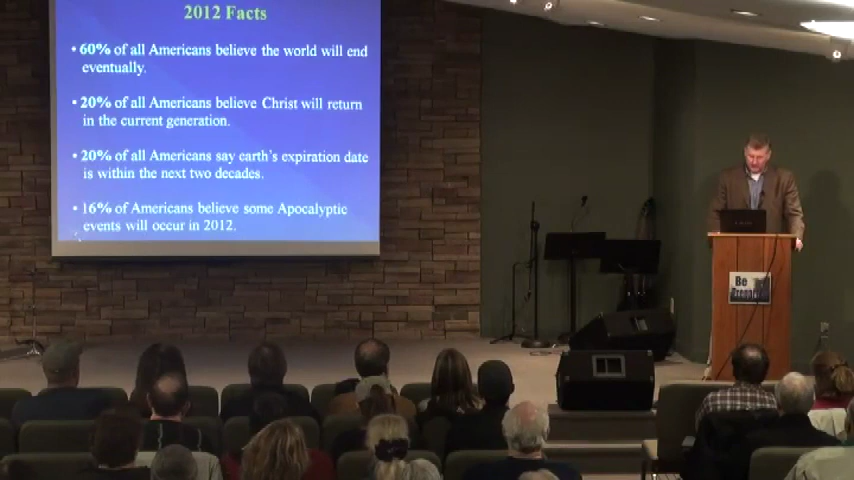 2012 Facts
• 60% of all Americans believe the world will end
eventually.
• 20% of all Americans believe Christ will return
in the current generation.
• 20% of all Americans say earth's expiration date
is within the next two decades.
• 16% of Americans believe some Apocalyptic
events will occur in 2012.
Be
Prepared